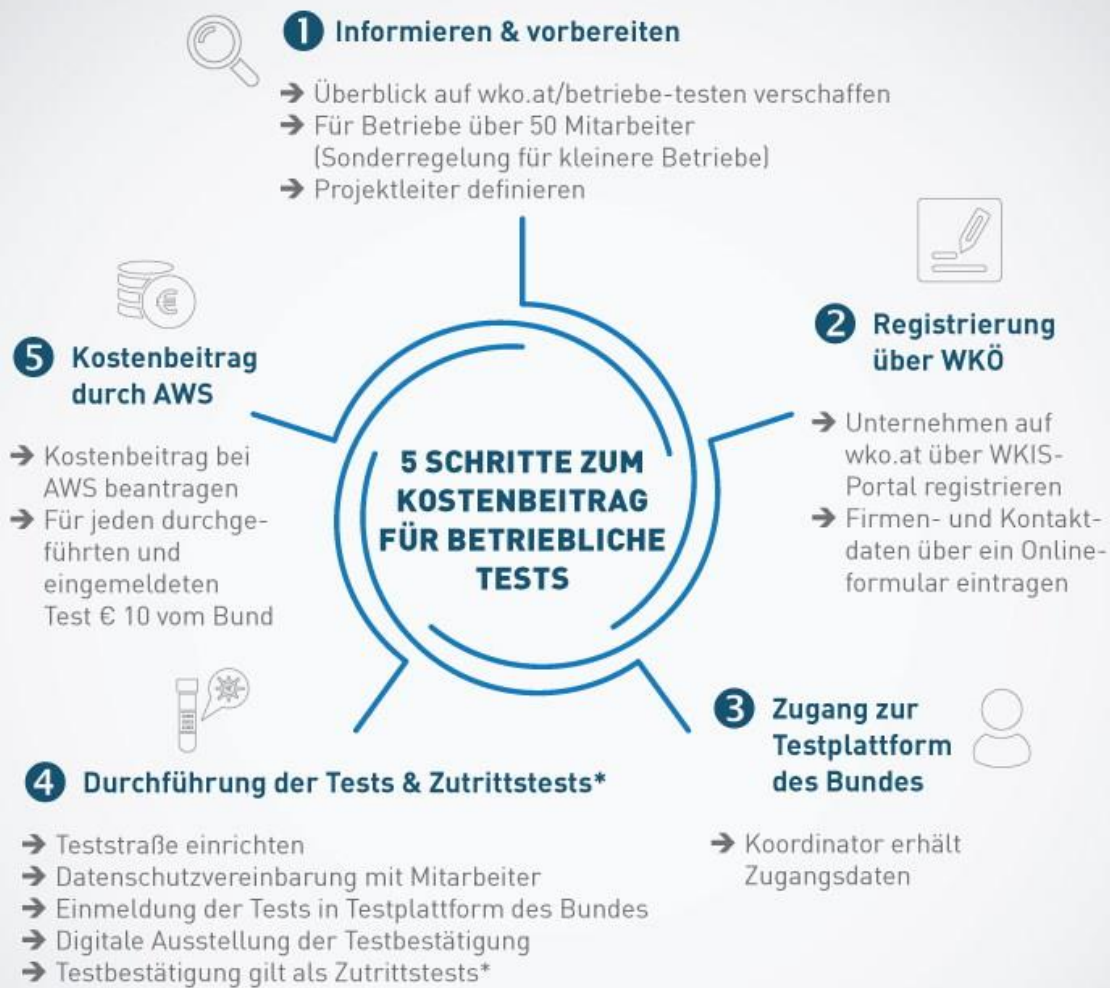 1 Informieren & vorbereiten
➔ Überblick auf wko.at/betriebe-testen verschaffen
➔ Für Betriebe über 50 Mitarbeiter
(Sonderregelung für kleinere Betriebe)
➔ Projektleiter definieren
2 Registrierung
über WKÖ
➔ Unternehmen auf
wko.at über WKIS-
Portal registrieren
➔ Firmen- und Kontakt-
daten über ein Online-
formular eintragen
5 Kostenbeitrag
durch AWS
➔ Kostenbeitrag bei
AWS beantragen
➔ Für jeden durchge-
führten und
eingemeldeten
Test € 10 vom Bund
5 SCHRITTE ZUM
KOSTENBEITRAG
FÜR BETRIEBLICHE
TESTS
3 Zugang zur
Testplattform
des Bundes
➔ Koordinator erhält
Zugangsdaten
4 Durchführung der Tests & Zutrittstests*
➔ Teststraße einrichten
➔ Datenschutzvereinbarung mit Mitarbeiter
➔ Einmeldung der Tests in Testplattform des Bundes
➔ Digitale Ausstellung der Testbestätigung
➔ Testbestätigung gilt als Zutrittstests*